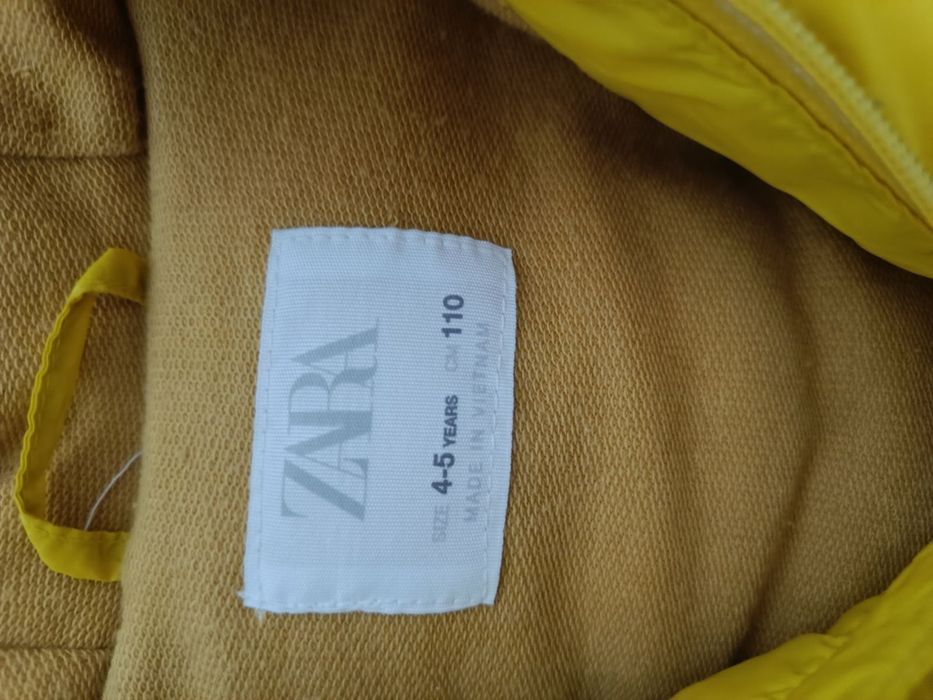 ZARA
SIZE 4-5 YEARS CM 110
MADE IN VIETNAM